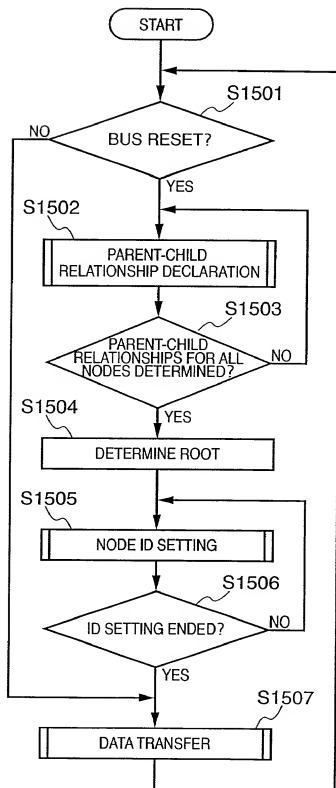 START
S1501
BUS RESET?
NO
YES
S1502
PARENT-CHILD
RELATIONSHIP DECLARATION
S1503
PARENT-CHILD
RELATIONSHIPS FOR ALL
NODES DETERMINED?
NO
YES
S1504
DETERMINE ROOT
S1505
NODE ID SETTING
S1506
ID SETTING ENDED?
NO
YES
S1507
DATA TRANSFER